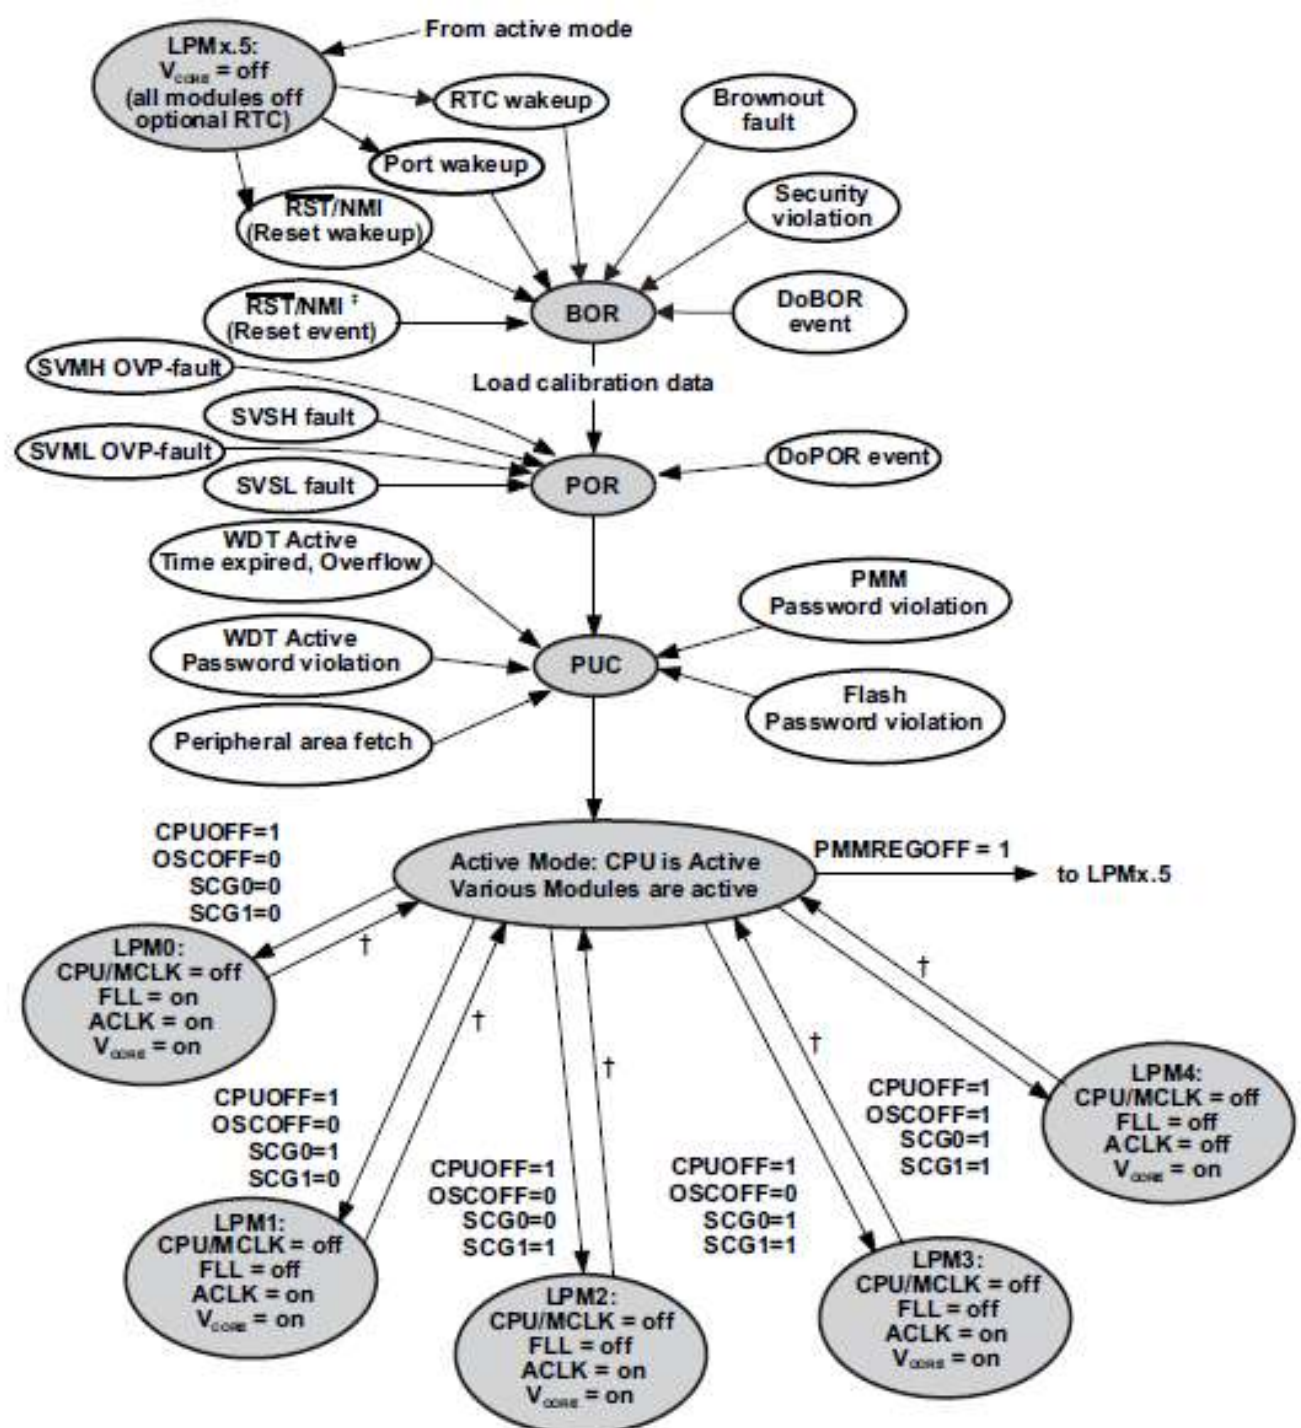 From active mode
LPMx.5:
VCORE = off
(all modules off
optional RTC)
RTC wakeup
Brownout
fault
Port wakeup
Security
violation
RST/NMI
(Reset wakeup)
RST/NMI ‡
(Reset event)
BOR
DoBOR
event
SVMH OVP-fault
Load calibration data
SVSH fault
SVML OVP-fault
DoPOR event
SVSL fault
POR
WDT Active
Time expired, Overflow
PMM
Password violation
WDT Active
Password violation
PUC
Flash
Password violation
Peripheral area fetch
CPUOFF=1
OSCOFF=0
SCG0=0
SCG1=0
Active Mode: CPU is Active
Various Modules are active
PMMREGOFF = 1
to LPMx.5
LPM0:
CPU/MCLK = off
FLL = on
ACLK = on
VCORE = on
†
†
†
†
†
CPUOFF=1
OSCOFF=0
SCG0=1
SCG1=0
LPM1:
CPU/MCLK = off
FLL = off
ACLK = on
VCORE = on
CPUOFF=1
OSCOFF=0
SCG0=0
SCG1=1
LPM2:
CPU/MCLK = off
FLL = off
ACLK = on
VCORE = on
CPUOFF=1
OSCOFF=0
SCG0=1
SCG1=1
LPM3:
CPU/MCLK = off
FLL = off
ACLK = on
VCORE = on
CPUOFF=1
OSCOFF=1
SCG0=1
SCG1=1
LPM4:
CPU/MCLK = off
FLL = off
ACLK = off
VCORE = on